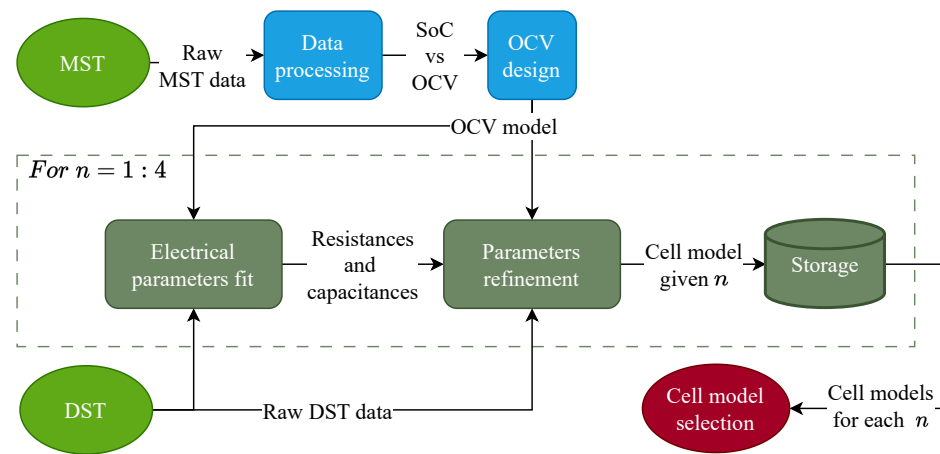 MST
Raw
MST data
Data
processing
SoC
vs
OCV
OCV
design
OCV model
For n = 1 : 4
Electrical
parameters fit
Resistances
and
capacitances
Parameters
refinement
Cell model
given n
Storage
DST
Raw DST data
Cell model
selection
Cell models
for each n